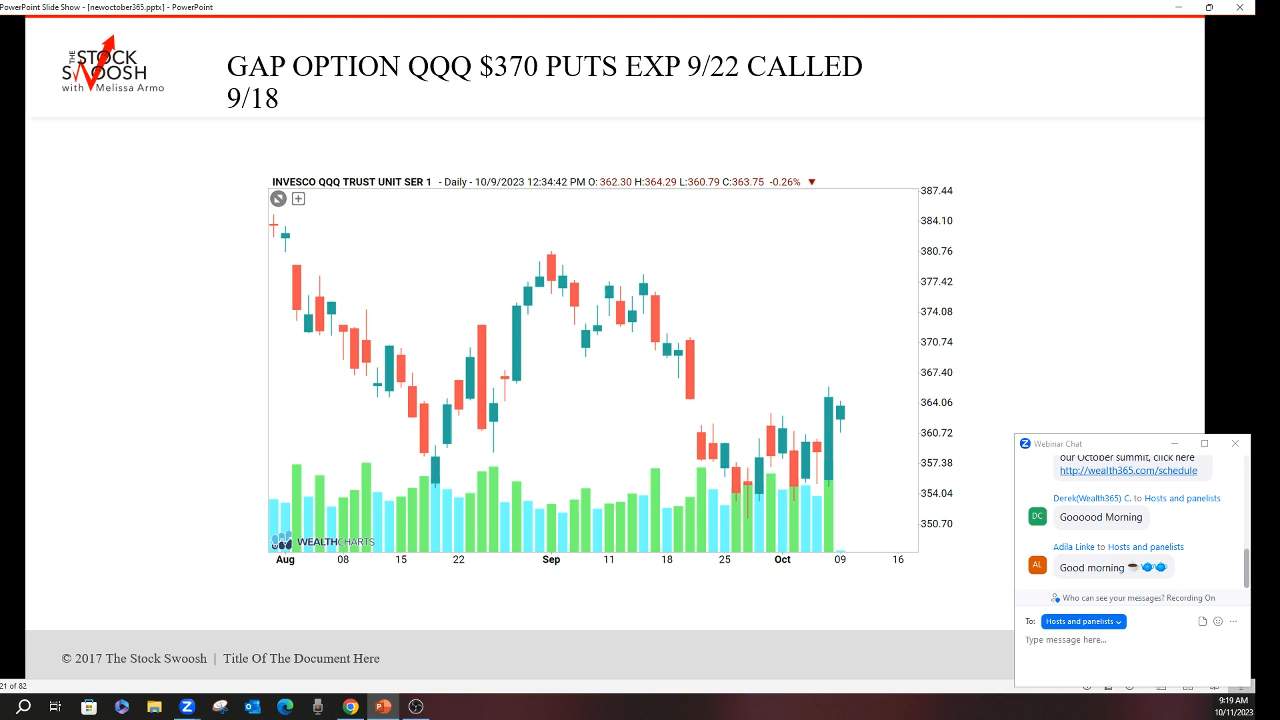 PowerPoint Slide Show - [newoctober365.pptx] - PowerPoint
THE
STOCK
SWOOSH
with Melissa Armo
GAP OPTION QQQ $370 PUTS EXP 9/22 CALLED
9/18
INVESCO QQQ TRUST UNIT SER 1 - Daily - 10/9/2023 12:34:42 PM O: 362.30 H:364.29 L:360.79 C:363.75 -0.26%
387.44
384.10
380.76
377.42
374.08
370.74
367.40
364.06
360.72
357.38
354.04
350.70
WEALTHCHARTS
Aug 08 15 22 Sep 11 18 25 Oct 09 16
Webinar Chat
our October summit, click here
http://wealth365.com/schedule
Derek(Wealth365) C. to Hosts and panelists
DC
Goooood Morning
Adila Linke to Hosts and panelists
AL
Good morning
Who can see your messages? Recording On
To: Hosts and panelists
Type message here...
© 2017 The Stock Swoosh | Title Of The Document Here
21 of 82
9:19 AM
10/11/2023